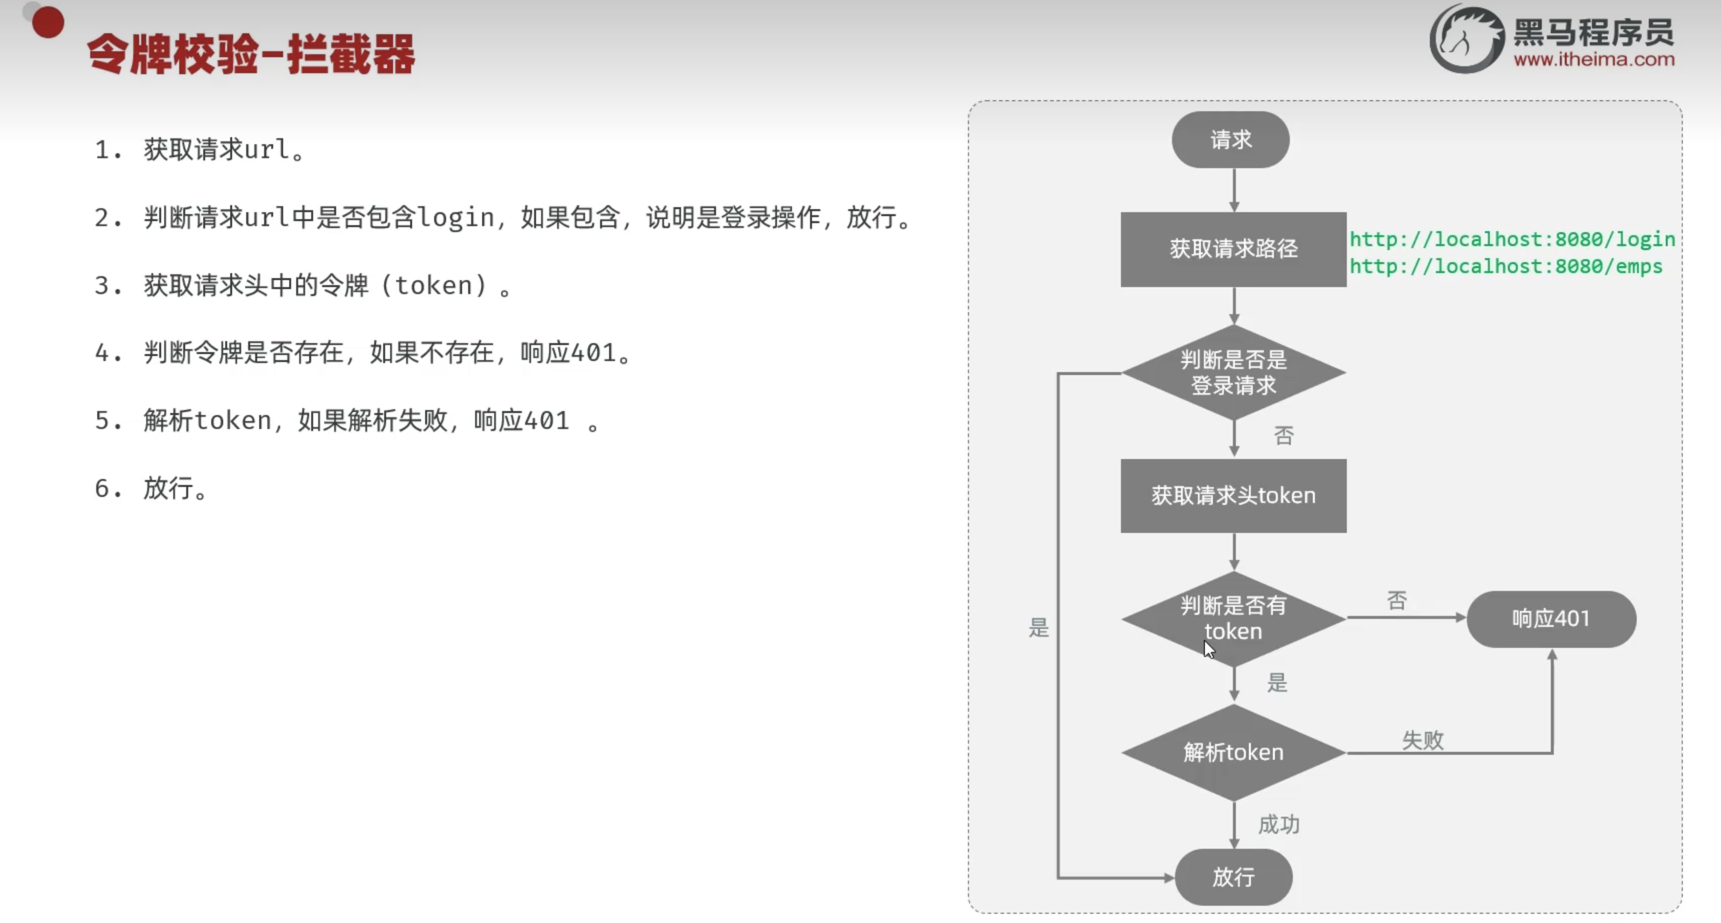 令牌校验-拦截器
黑马程序员
www.itheima.com
1. 获取请求url。
2. 判断请求url中是否包含login，如果包含，说明是登录操作，放行。
3. 获取请求头中的令牌（token）。
4. 判断令牌是否存在，如果不存在，响应401。
5. 解析token，如果解析失败，响应401 。
6. 放行。
请求
获取请求路径
http://localhost:8080/login
http://localhost:8080/emps
判断是否是
登录请求
否
获取请求头token
判断是否有
token
否
响应401
是
是
解析token
失败
成功
放行